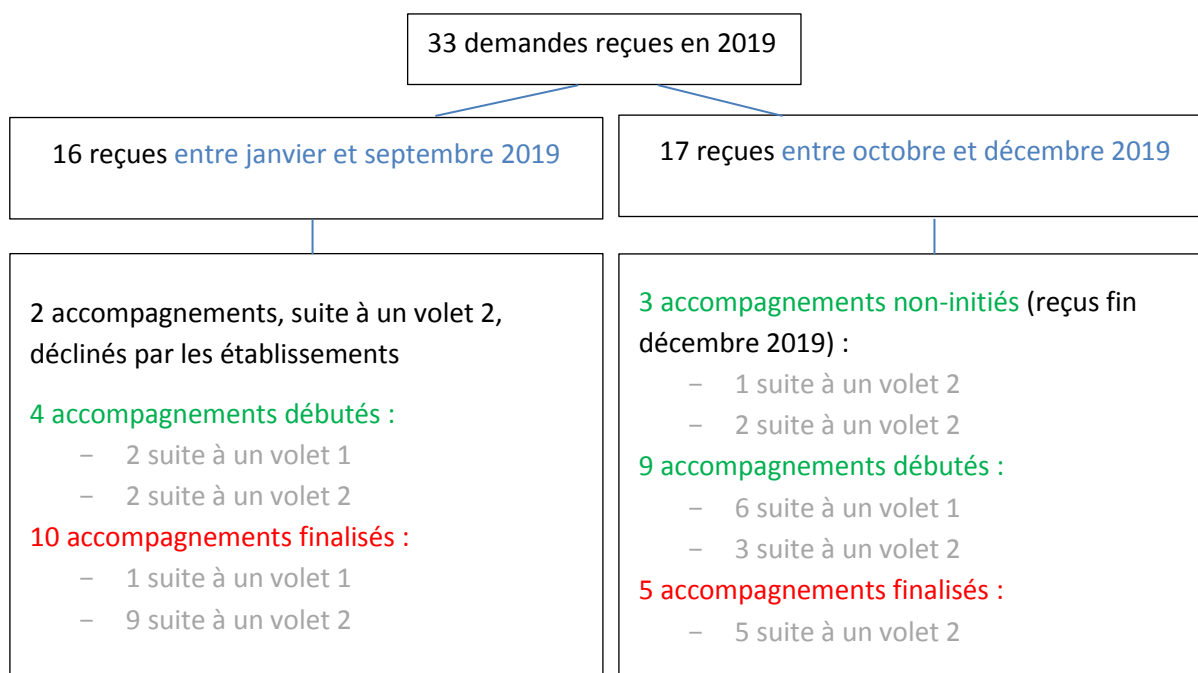 33 demandes reçues en 2019
16 reçues entre janvier et septembre 2019
17 reçues entre octobre et décembre 2019
2 accompagnements, suite à un volet 2,
déclinés par les établissements
4 accompagnements débutés :
− 2 suite à un volet 1
− 2 suite à un volet 2
10 accompagnements finalisés :
− 1 suite à un volet 1
− 9 suite à un volet 2
3 accompagnements non-initiés (reçus fin
décembre 2019) :
− 1 suite à un volet 2
− 2 suite à un volet 2
9 accompagnements débutés :
− 6 suite à un volet 1
− 3 suite à un volet 2
5 accompagnements finalisés :
− 5 suite à un volet 2